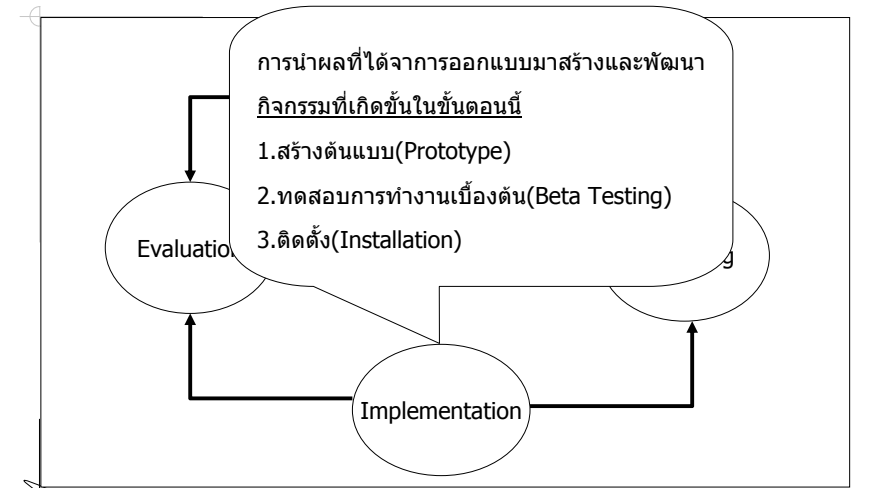 การนำผลที่ได้จาการออกแบบมาสร้างและพัฒนา
กิจกรรมที่เกิดขั้นในขั้นตอนนี้
1.สร้างต้นแบบ(Prototype)
2.ทดสอบการทำงานเบื้องต้น(Beta Testing)
3.ติดตั้ง(Installation)
Implementation